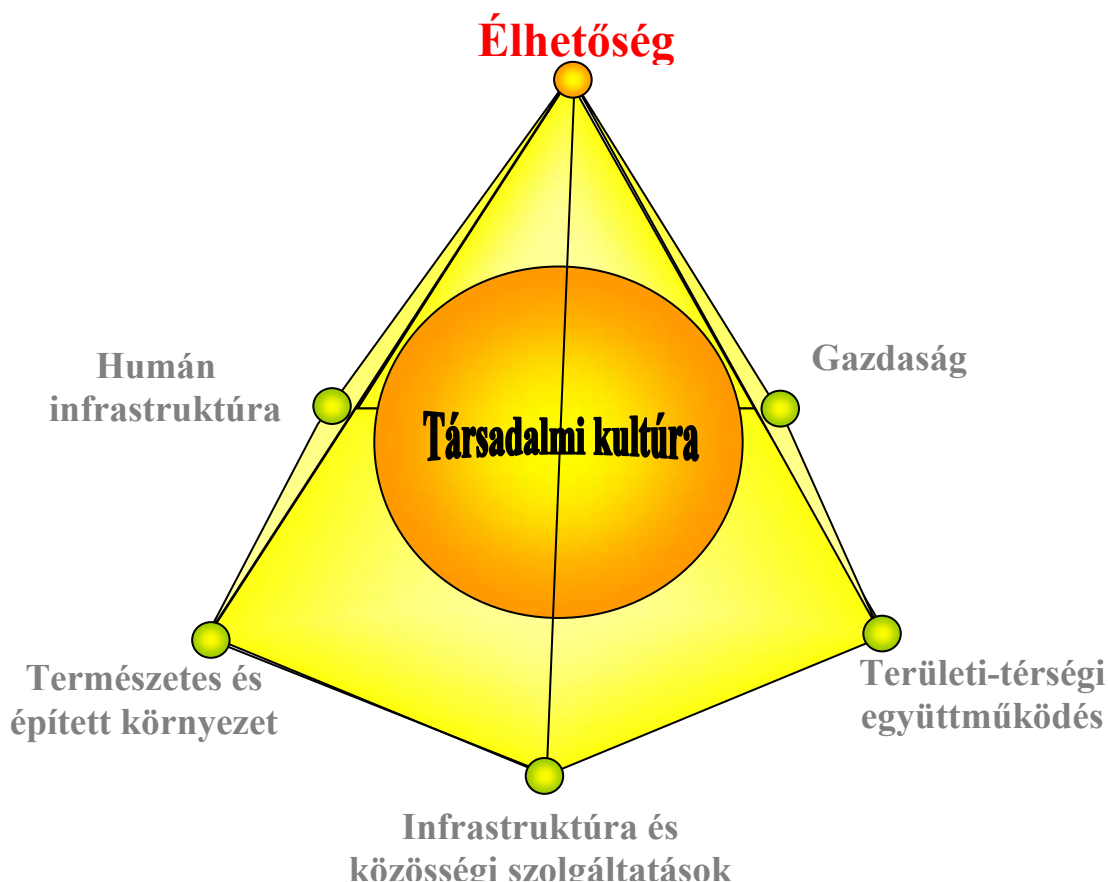 Élhetőség
Humán
infrastruktúra
Gazdaság
Társadalmi kultúra
Természetes és
épített környezet
Területi-térségi
együttműködés
Infrastruktúra és
közösségi szolgáltatások